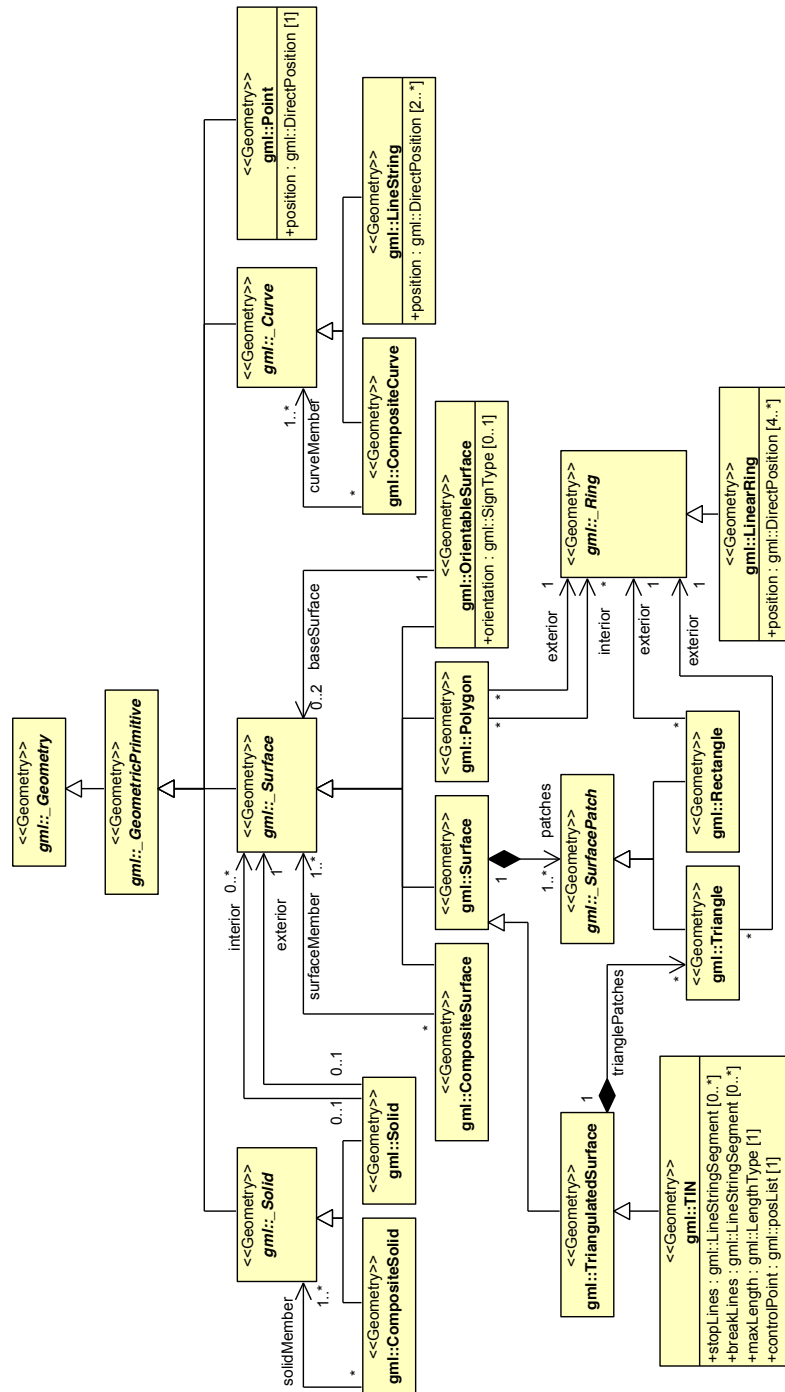 <<Geometry>>
gml::_Geometry
<<Geometry>>
gml::_GeometricPrimitive
<<Geometry>>
gml::_Solid
<<Geometry>>
gml::_Surface
<<Geometry>>
gml::_Curve
<<Geometry>>
gml::Point
+position : gml::DirectPosition [1]
solidMember
1..*
*
interior
0..*
0..1
exterior
1
0..1
surfaceMember
1..*
*
baseSurface
0..2
1
curveMember
1..*
*
<<Geometry>>
gml::CompositeSolid
<<Geometry>>
gml::Solid
<<Geometry>>
gml::CompositeSurface
<<Geometry>>
gml::Surface
<<Geometry>>
gml::Polygon
<<Geometry>>
gml::OrientableSurface
+orientation : gml::SignType [0..1]
<<Geometry>>
gml::CompositeCurve
<<Geometry>>
gml::LineString
+position : gml::DirectPosition [2..*]
1
patches
1..*
*
exterior
1
*
interior
*
exterior
1
*
exterior
1
*
<<Geometry>>
gml::TriangulatedSurface
1
trianglePatches
*
<<Geometry>>
gml::_SurfacePatch
<<Geometry>>
gml::_Ring
<<Geometry>>
gml::Triangle
<<Geometry>>
gml::Rectangle
<<Geometry>>
gml::TIN
+stopLines : gml::LineStringSegment [0..*]
+breakLines : gml::LineStringSegment [0..*]
+maxLength : gml::LengthType [1]
+controlPoint : gml::posList [1]
<<Geometry>>
gml::LinearRing
+position : gml::DirectPosition [4..*]